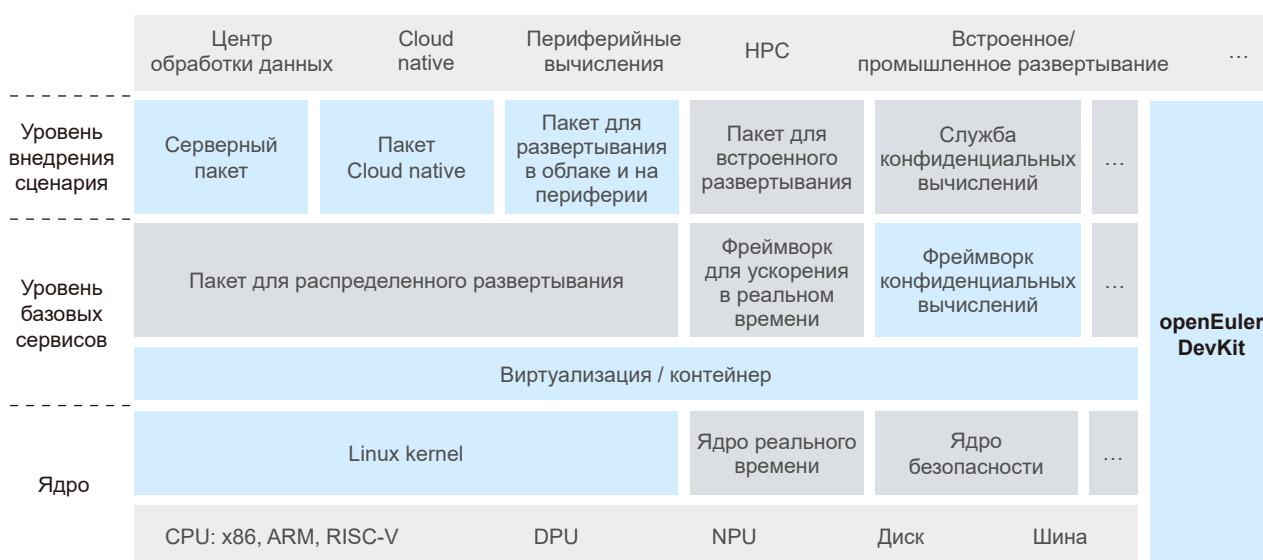 Центр
обработки данных
Cloud
native
Периферийные
вычисления
HPC
Встроенное/
промышленное развертывание
...
Уровень
внедрения
сценария
Серверный
пакет
Пакет
Cloud native
Пакет для
развертывания
в облаке и на
периферии
Пакет для
встроенного
развертывания
Служба
конфиденциальных
вычислений
...
Уровень
базовых
сервисов
Пакет для распределенного развертывания
Фреймворк
для ускорения
в реальном
времени
Фреймворк
конфиденциальных
вычислений
...
openEuler
DevKit
Виртуализация / контейнер
Ядро
Linux kernel
Ядро реального
времени
Ядро
безопасности
...
CPU: x86, ARM, RISC-V
DPU
NPU
Диск
Шина